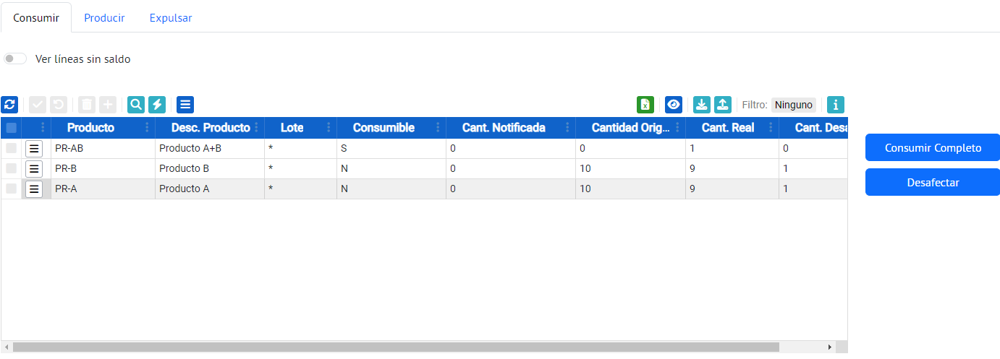 Consumir Producir Expulsar
Ver líneas sin saldo
Filtro: Ninguno
Producto Desc. Producto Lote Consumible Cant. Notificada Cantidad Orig... Cant. Real Cant. Desa
PR-AB Producto A+B * S 0 0 1 0
PR-B Producto B * N 0 10 9 1
PR-A Producto A * N 0 10 9 1
Consumir Completo
Desafectar